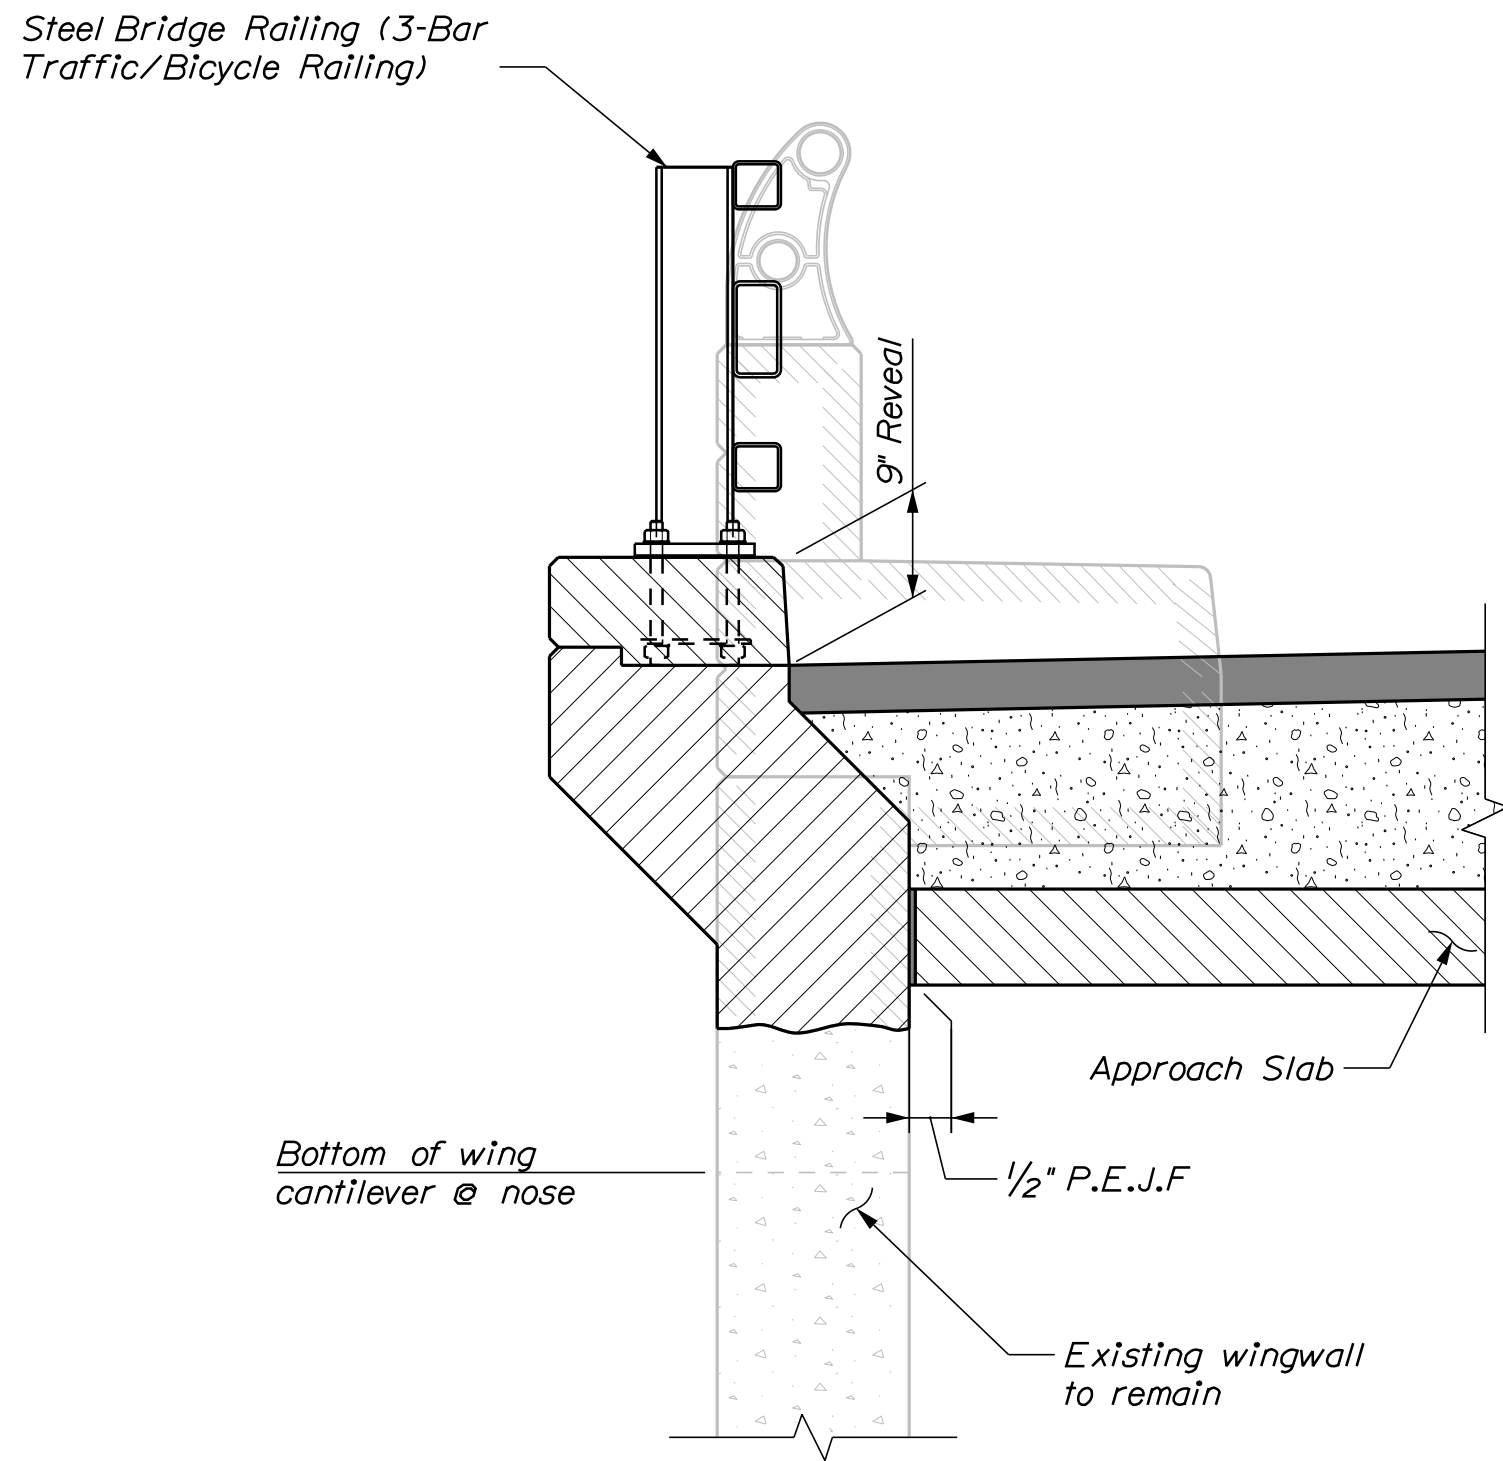 Steel Bridge Railing (3-Bar
Traffic/Bicycle Railing)
9" Reveal
Approach Slab
Bottom of wing
cantilever @ nose
½" P.E.J.F
Existing wingwall
to remain